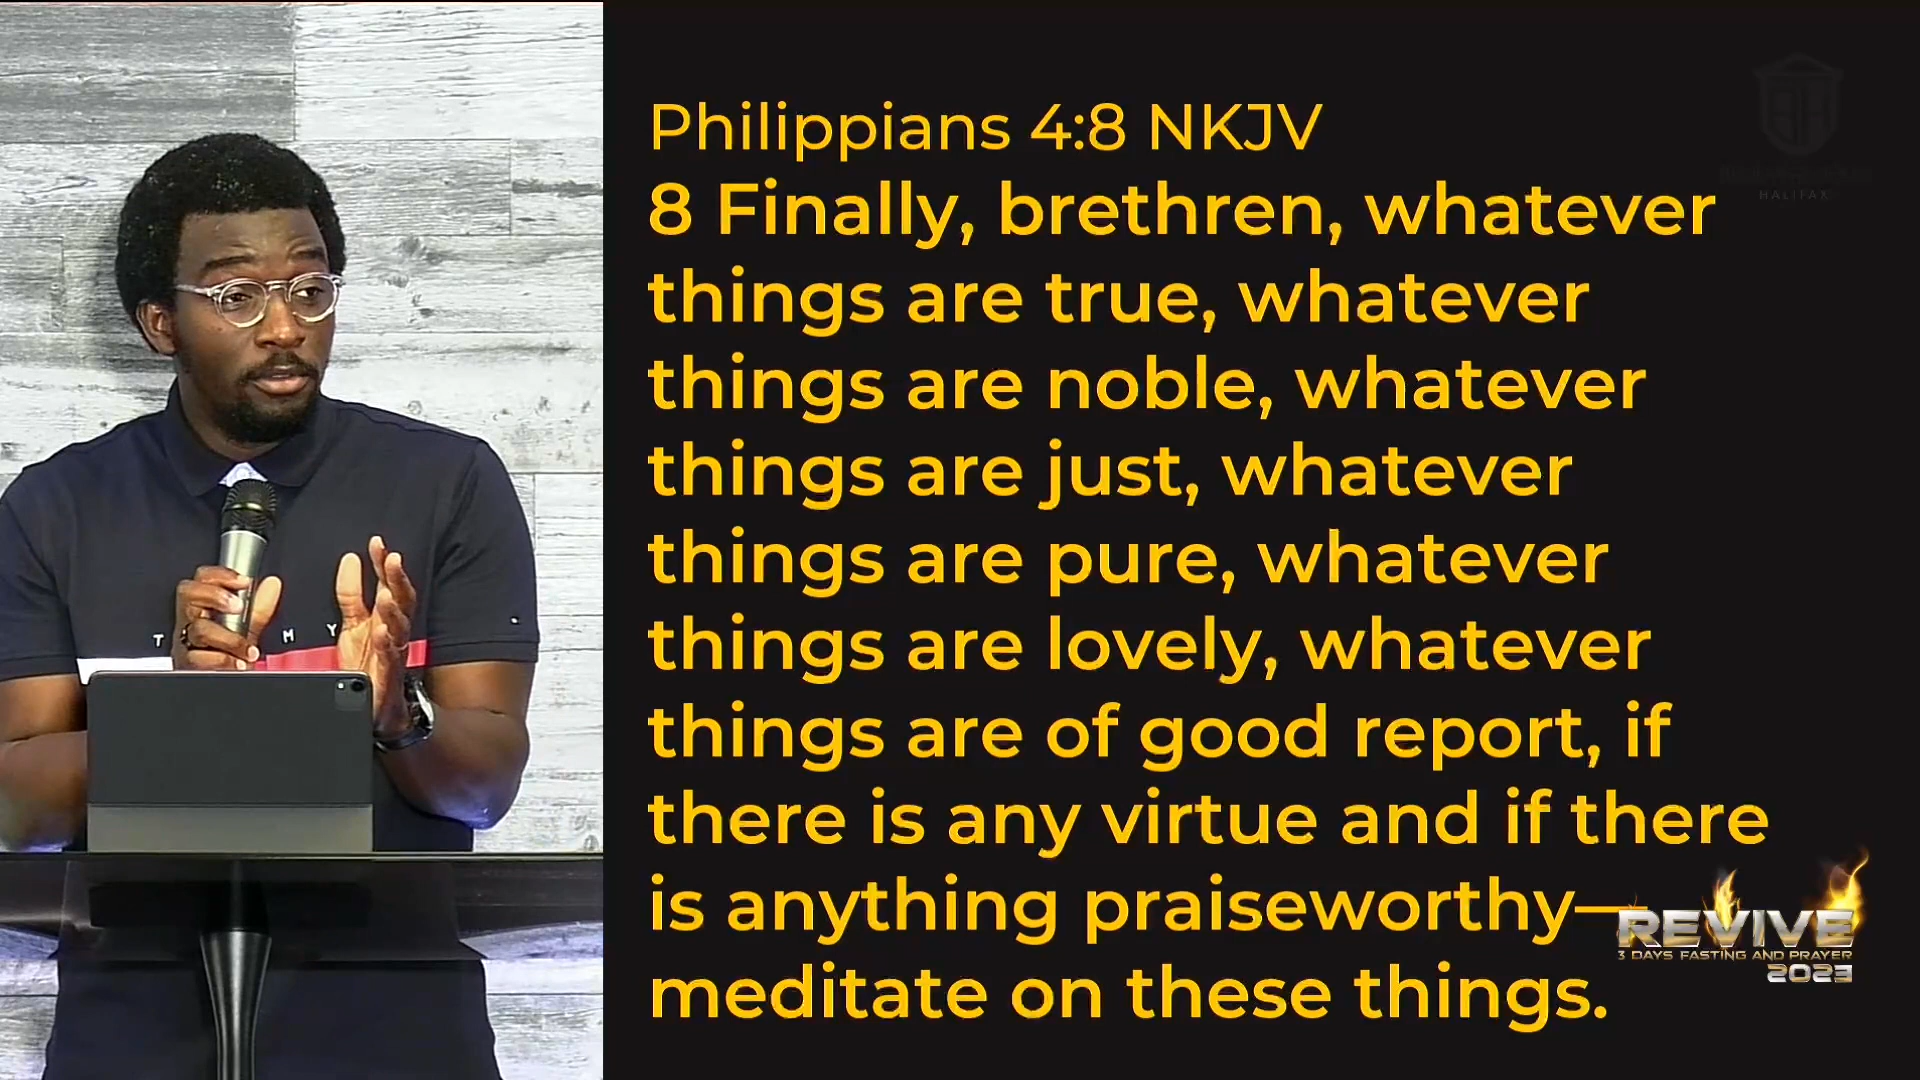 Philippians 4:8 NKJV
8 Finally, brethren, whatever
things are true, whatever
things are noble, whatever
things are just, whatever
things are pure, whatever
things are lovely, whatever
things are of good report, if
there is any virtue and if there
is anything praiseworthy—
meditate on these things.
HALIFAX
REVIVE
3 DAYS FASTING AND PRAYER
2023